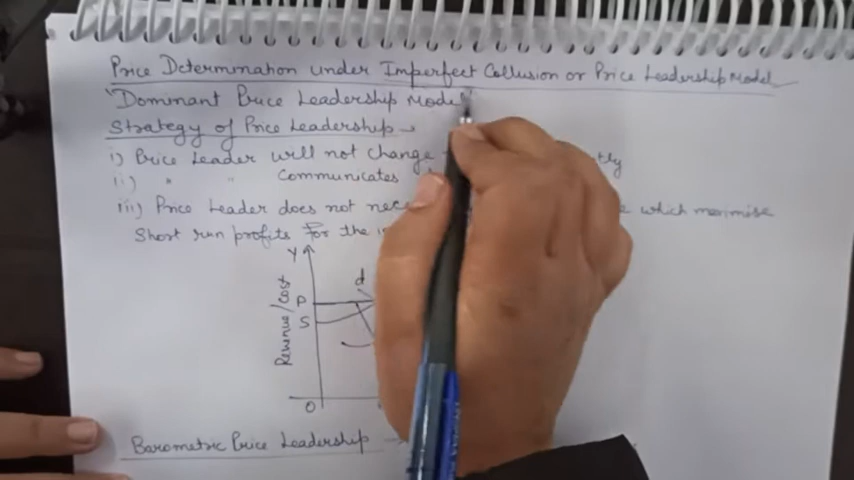 Price Determination under Imperfect Collusion or Price Leadership Model
"Dominant Price Leadership Model"
Strategy of Price Leadership
i) Price Leader will not change
ii) " " Communicates
iii) Price Leader does not which maximise
Short run profits for the
Y
d
P
S
Revenue/cost
O
Barometric Price Leadership